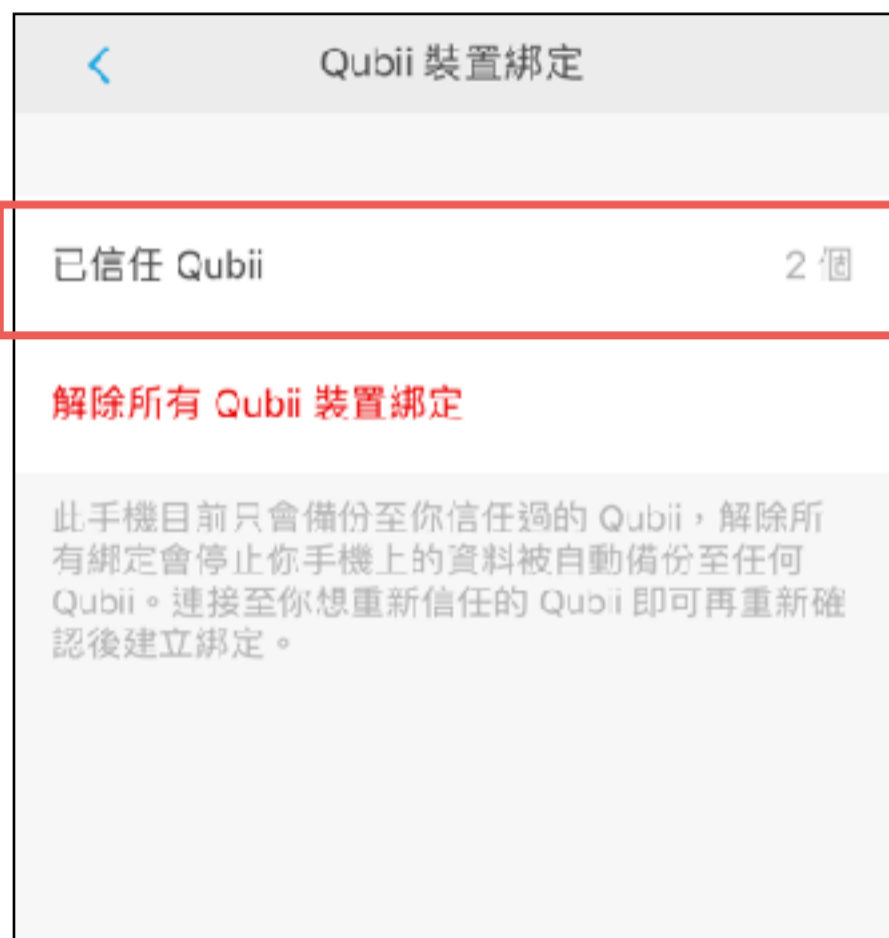 Qubii 裝置綁定
已信任 Qubii
2 個
解除所有 Qubii 裝置綁定
此手機目前只會備份至你信任過的 Qubii，解除所
有綁定會停止你手機上的資料被自動備份至任何
Qubii。連接至你想重新信任的 Qubii 即可再重新確
認後建立綁定。